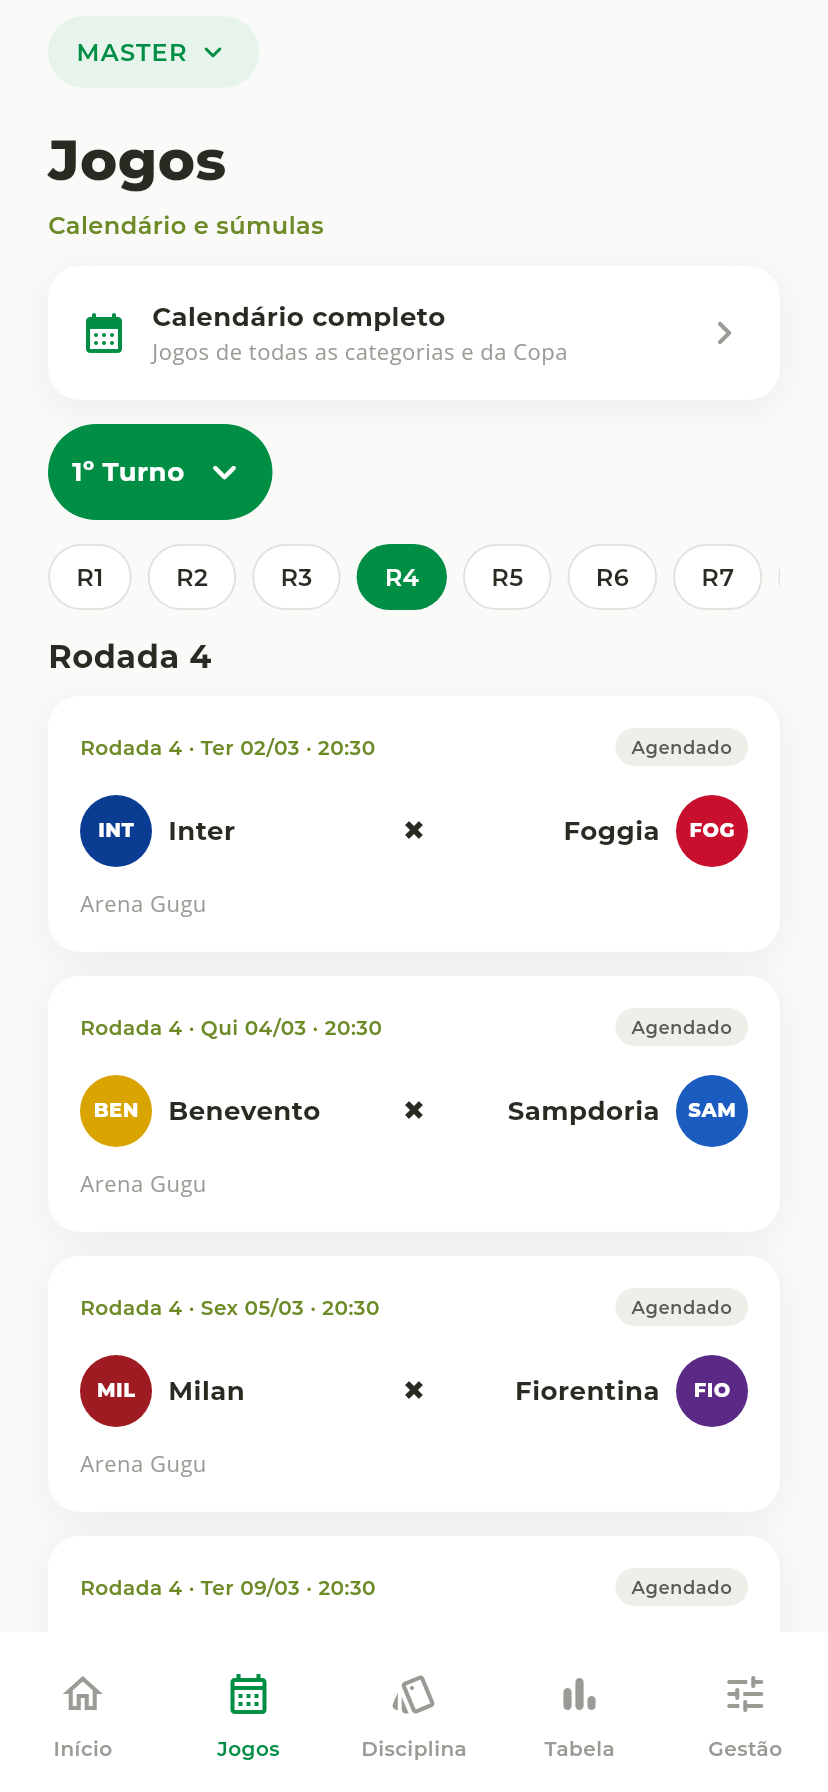 MASTER
Jogos
Calendário e súmulas
Calendário completo
Jogos de todas as categorias e da Copa
1º Turno
R1 R2 R3 R4 R5 R6 R7
Rodada 4
Rodada 4 · Ter 02/03 · 20:30 Agendado
INT Inter × Foggia FOG
Arena Gugu
Rodada 4 · Qui 04/03 · 20:30 Agendado
BEN Benevento × Sampdoria SAM
Arena Gugu
Rodada 4 · Sex 05/03 · 20:30 Agendado
MIL Milan × Fiorentina FIO
Arena Gugu
Rodada 4 · Ter 09/03 · 20:30 Agendado
Início Jogos Disciplina Tabela Gestão